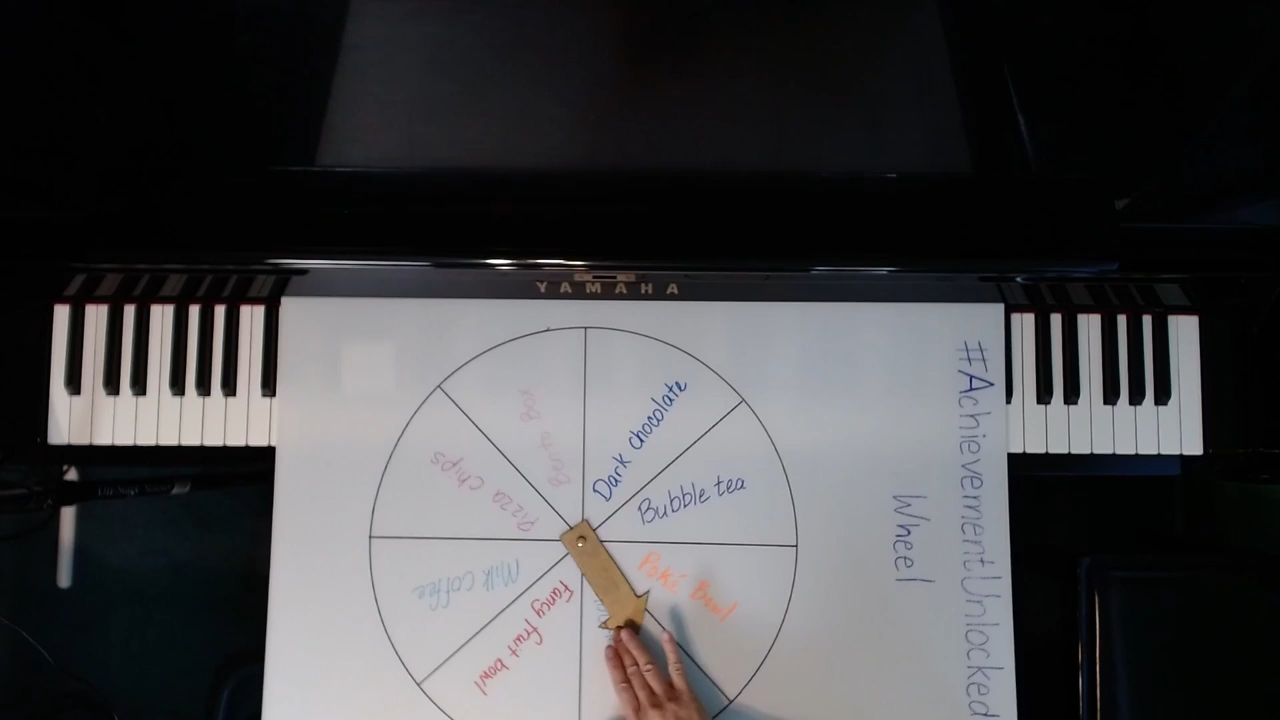 YAMAHA
#AchievementUnlocked
Wheel
Dark chocolate
Bubble tea
Poké Bowl
Fancy fruit bowl
Milk Coffee
Pizza Chips